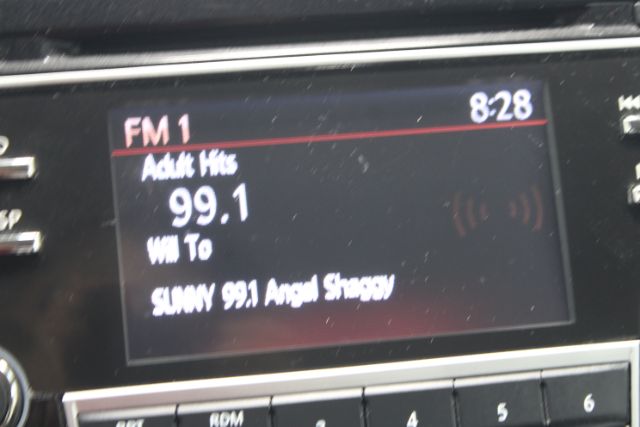 FM 1 8:28
Adult Hits
99.1
Will To
SUNNY 99.1 Angel Shaggy
RDM 4 5 6